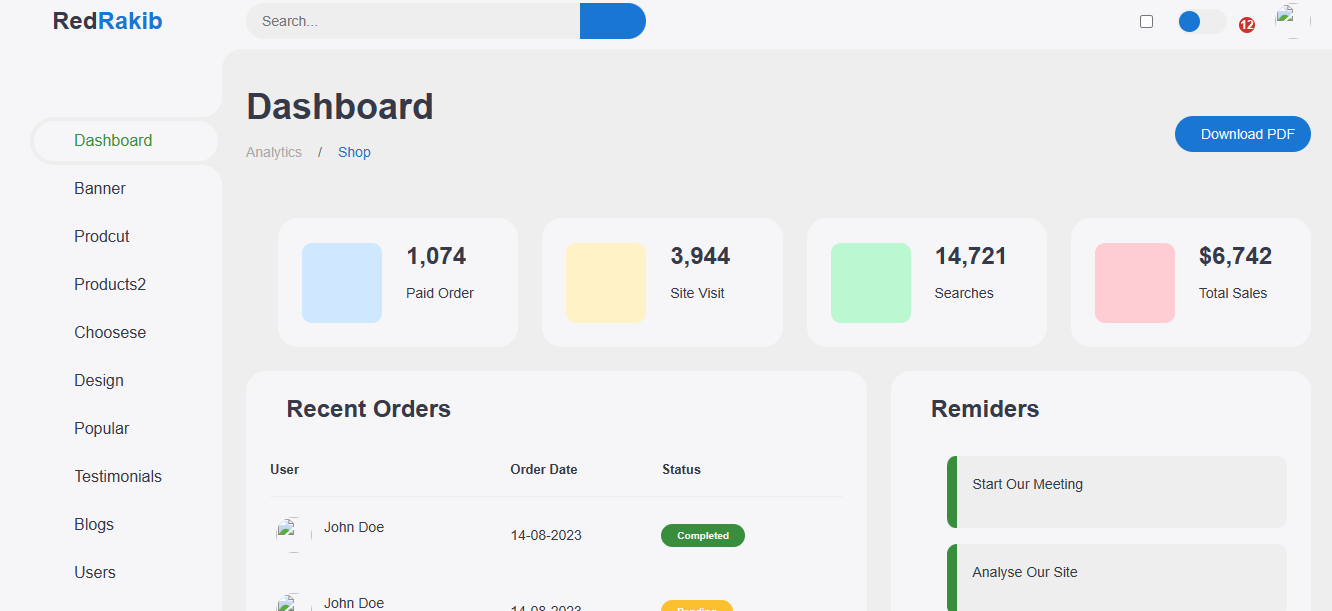 RedRakib
Search...
12
Dashboard
Banner
Prodcut
Products2
Choosese
Design
Popular
Testimonials
Blogs
Users
Dashboard
Analytics / Shop
Download PDF
1,074
Paid Order
3,944
Site Visit
14,721
Searches
$6,742
Total Sales
Recent Orders
User Order Date Status
John Doe 14-08-2023 Completed
John Doe 14-08-2023 Pending
Remiders
Start Our Meeting
Analyse Our Site